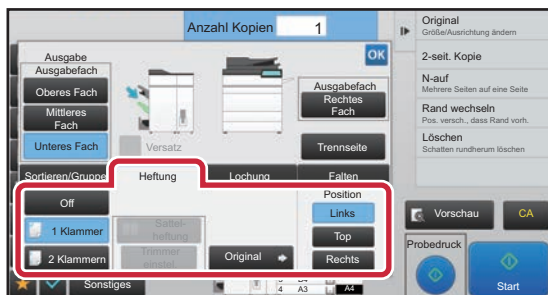 Anzahl Kopien 1
OK
Ausgabe
Ausgabefach
Oberes Fach
Mittleres
Fach
Unteres Fach
Versatz
Ausgabefach
Rechtes
Fach
Trennseite
Sortieren/Gruppe
Heftung
Lochung
Falten
Off
1 Klammer
2 Klammern
Sattel-
heftung
Trimmer
einstel.
Original
Position
Links
Top
Rechts
Sonstiges
4 A3
A4
Original
Größe/Ausrichtung ändern
2-seit. Kopie
N-auf
Mehrere Seiten auf eine Seite
Rand wechseln
Pos. versch., dass Rand vorh.
Löschen
Schatten rundherum löschen
Vorschau
CA
Probedruck
Start